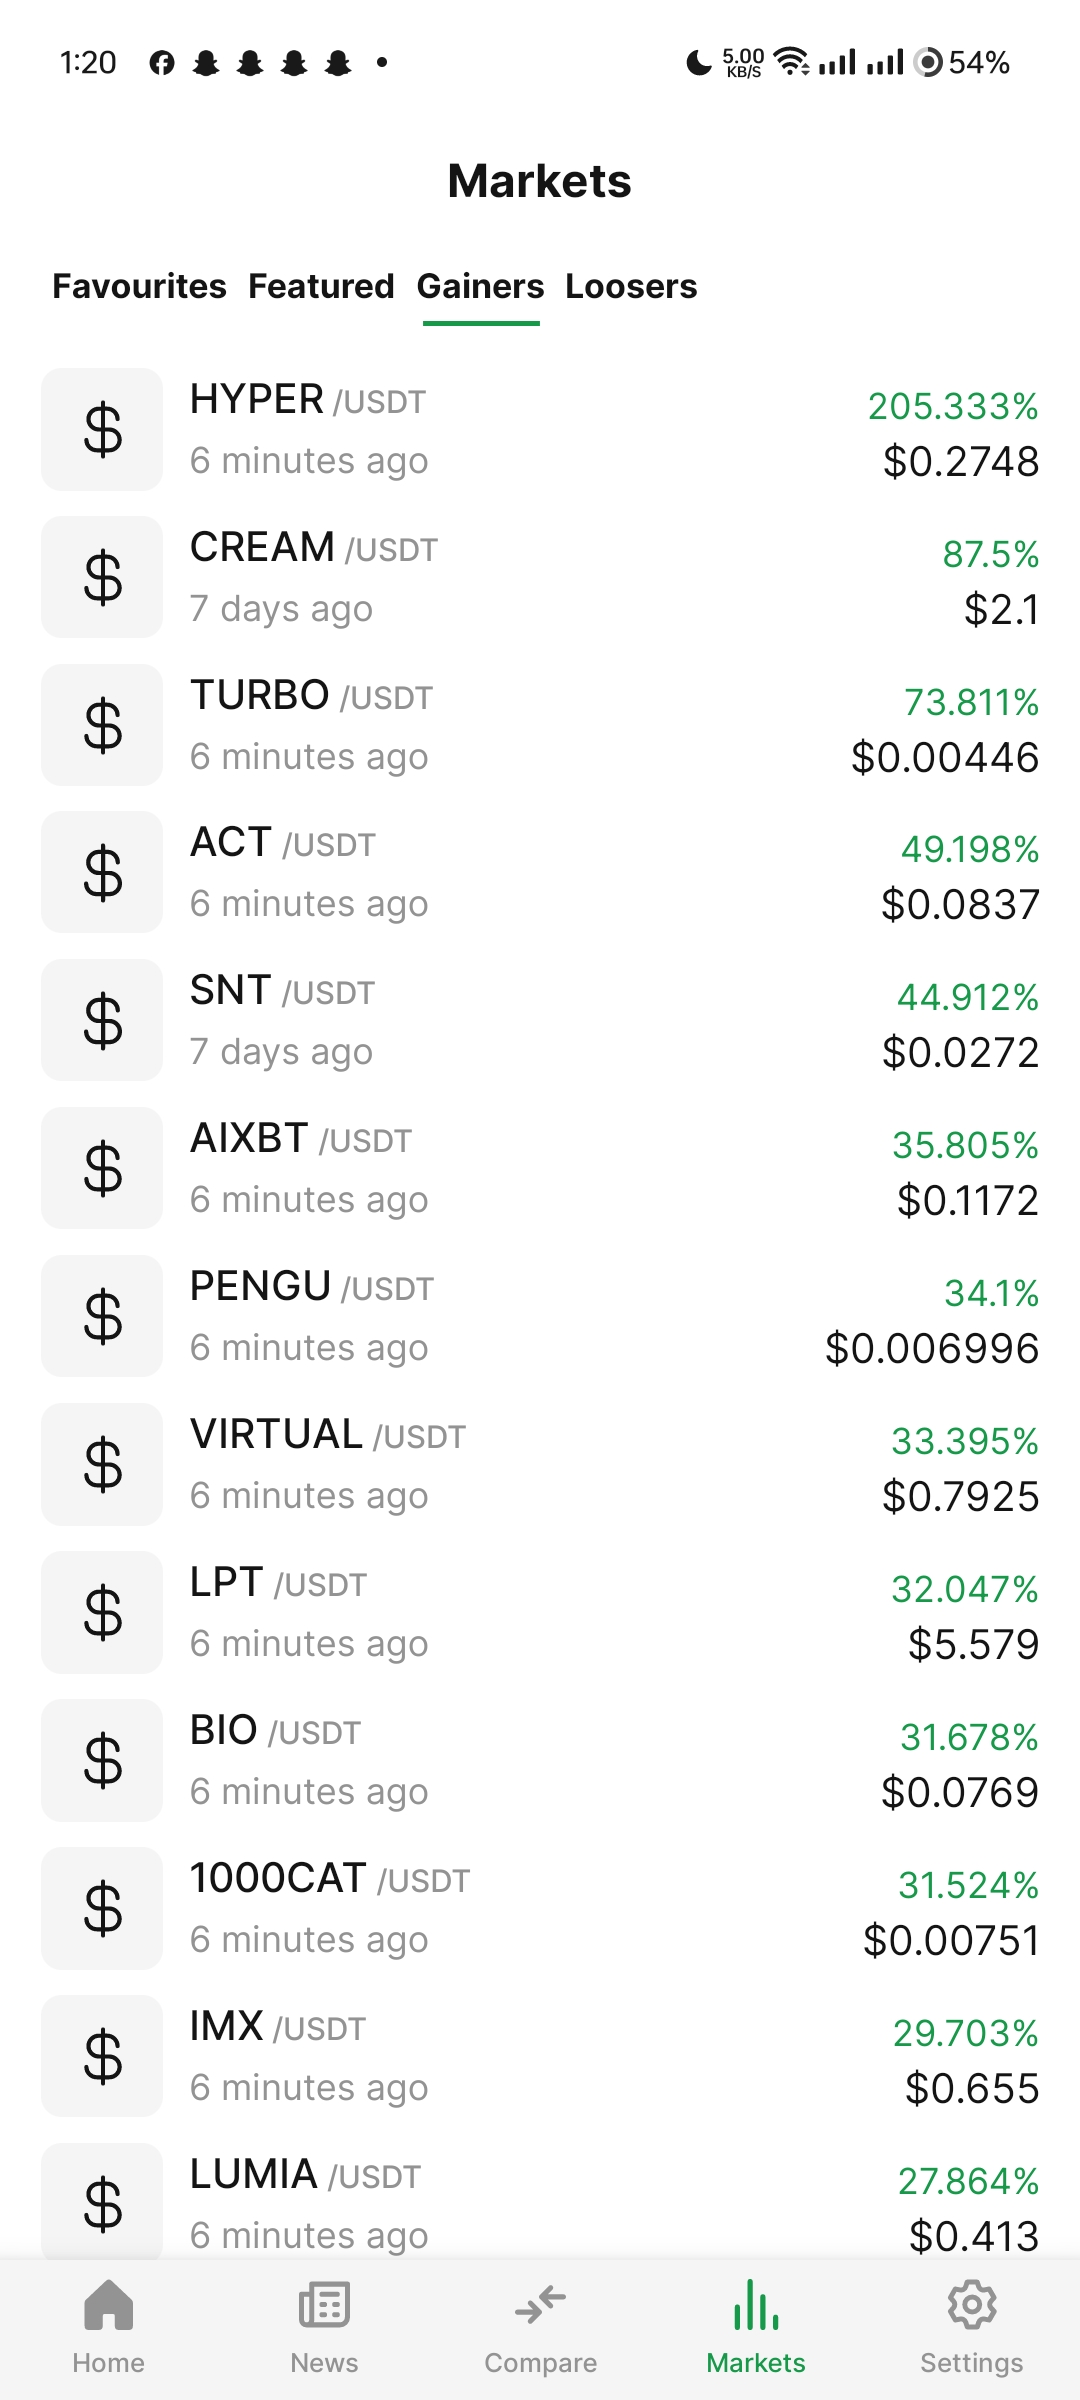 1:20 5.00 KB/S 54%
Markets
Favourites Featured Gainers Loosers
$ HYPER /USDT 205.333%
6 minutes ago $0.2748
$ CREAM /USDT 87.5%
7 days ago $2.1
$ TURBO /USDT 73.811%
6 minutes ago $0.00446
$ ACT /USDT 49.198%
6 minutes ago $0.0837
$ SNT /USDT 44.912%
7 days ago $0.0272
$ AIXBT /USDT 35.805%
6 minutes ago $0.1172
$ PENGU /USDT 34.1%
6 minutes ago $0.006996
$ VIRTUAL /USDT 33.395%
6 minutes ago $0.7925
$ LPT /USDT 32.047%
6 minutes ago $5.579
$ BIO /USDT 31.678%
6 minutes ago $0.0769
$ 1000CAT /USDT 31.524%
6 minutes ago $0.00751
$ IMX /USDT 29.703%
6 minutes ago $0.655
$ LUMIA /USDT 27.864%
6 minutes ago $0.413
Home News Compare Markets Settings